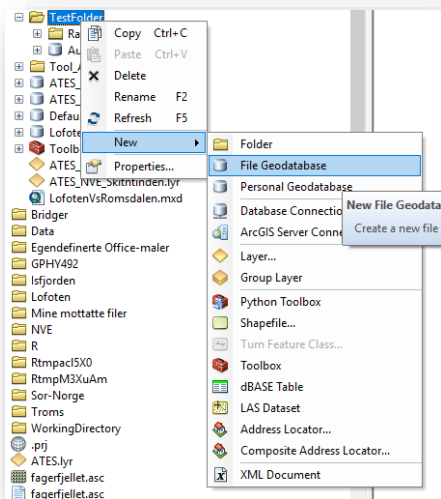 TestFolder
Ra
Au
Tool_A
ATES_
ATES_
Defau
Lofote
Toolb
ATES_
ATES_NVE_Skitntinden.lyr
LofotenVsRomsdalen.mxd
Bridger
Data
Egendefinerte Office-maler
GPHY492
Isfjorden
Lofoten
Mine mottatte filer
NVE
R
RtmpacI5X0
RtmpM3XuAm
Sor-Norge
Troms
WorkingDirectory
.prj
ATES.lyr
fagerfjellet.asc
fagerfjellet.asc
Copy Ctrl+C
Paste Ctrl+V
Delete
Rename F2
Refresh F5
New
Properties...
Folder
File Geodatabase
Personal Geodatabase
Database Connectio
ArcGIS Server Conne
Layer...
Group Layer
Python Toolbox
Shapefile...
Turn Feature Class...
Toolbox
dBASE Table
LAS Dataset
Address Locator...
Composite Address Locator...
XML Document
New File Geodata
Create a new file